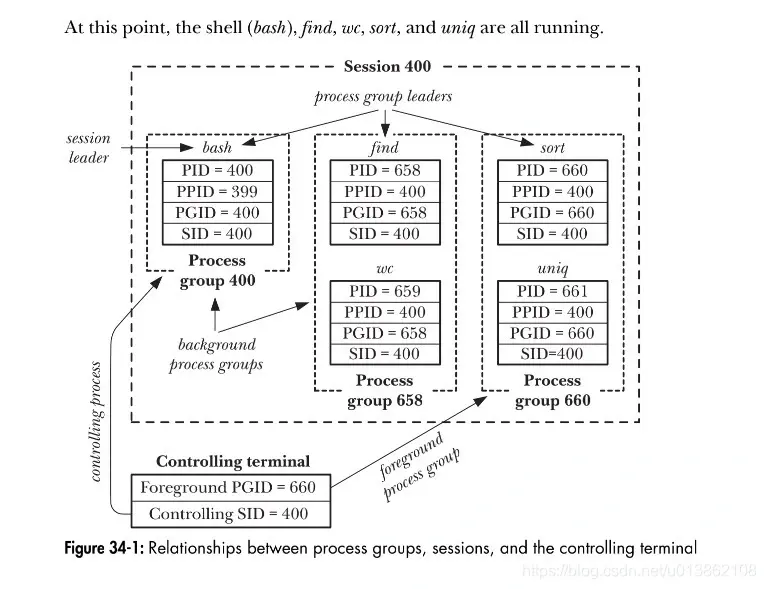 At this point, the shell (bash), find, wc, sort, and uniq are all running.
Session 400
process group leaders
session
leader
bash
PID = 400
PPID = 399
PGID = 400
SID = 400
Process
group 400
find
PID = 658
PPID = 400
PGID = 658
SID = 400
wc
PID = 659
PPID = 400
PGID = 658
SID = 400
Process
group 658
sort
PID = 660
PPID = 400
PGID = 660
SID = 400
uniq
PID = 661
PPID = 400
PGID = 660
SID=400
Process
group 660
background
process groups
controlling process
foreground
process group
Controlling terminal
Foreground PGID = 660
Controlling SID = 400
Figure 34-1: Relationships between process groups, sessions, and the controlling terminal
https://blog.csdn.net/u013862108